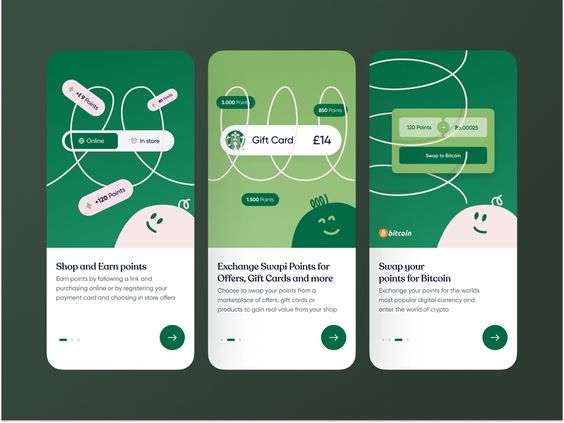 +49 Points
80 Points
Online
In store
+120 Points
Shop and Earn points
Earn points by following a link and
purchasing online or by registering your
payment card and choosing in store offers
3.000 Points
850 Points
Gift Card £14
1.500 Points
Exchange Swapi Points for
Offers, Gift Cards and more
Choose to swap your points from a
marketplace of offers, gift cards or
products to gain real value from your shop
120 Points
₿0.00025
Swap to Bitcoin
bitcoin
Swap your
points for Bitcoin
Exchange your points for the worlds
most popular digital currency and
enter the world of crypto